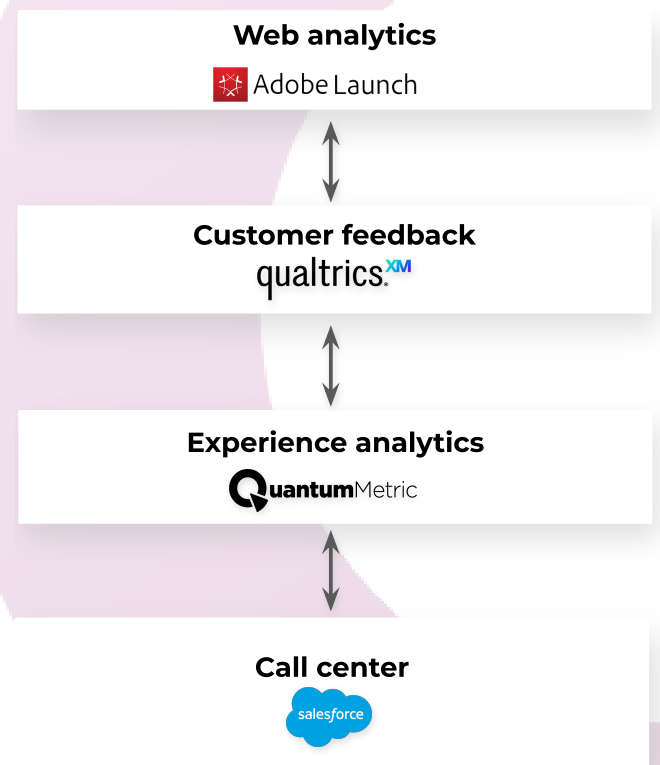 Web analytics
Adobe Launch
Customer feedback
qualtrics.XM
Experience analytics
QuantumMetric
Call center
salesforce